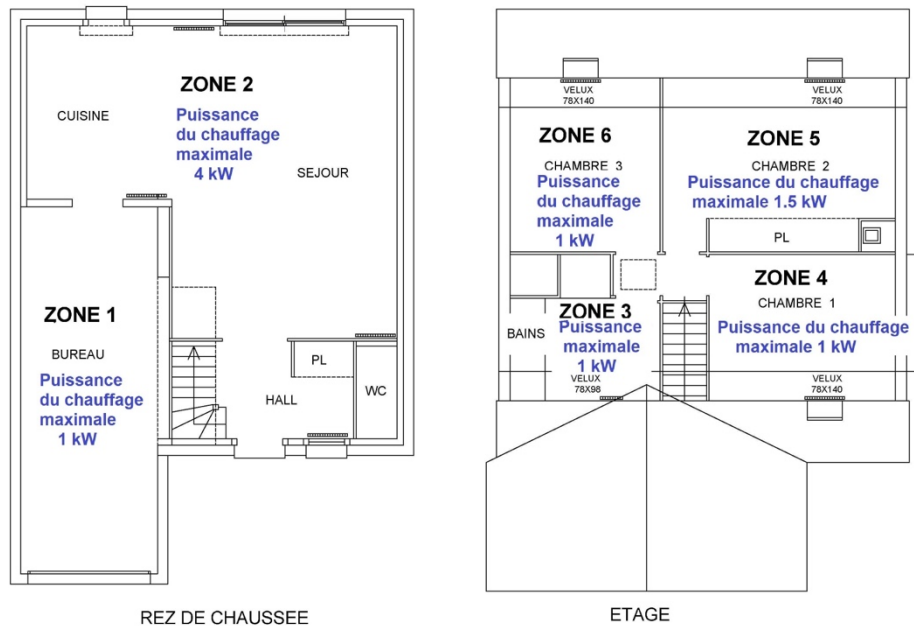 ZONE 2
CUISINE
Puissance
du chauffage
maximale
4 kW
SEJOUR
ZONE 1
BUREAU
Puissance
du chauffage
maximale
1 kW
PL
HALL
WC
REZ DE CHAUSSEE
VELUX
78X140
VELUX
78X140
ZONE 6
CHAMBRE 3
Puissance
du chauffage
maximale
1 kW
ZONE 5
CHAMBRE 2
Puissance du chauffage
maximale 1.5 kW
PL
ZONE 4
CHAMBRE 1
Puissance du chauffage
maximale 1 kW
ZONE 3
BAINS
Puissance
maximale
1 kW
VELUX
78X98
VELUX
78X140
ETAGE